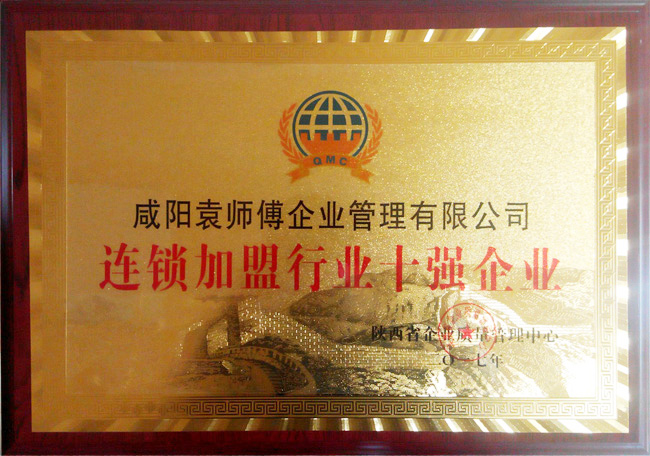 QMC
咸阳袁师傅企业管理有限公司
连锁加盟行业十强企业
陕西省企业质量管理中心
〇一七年